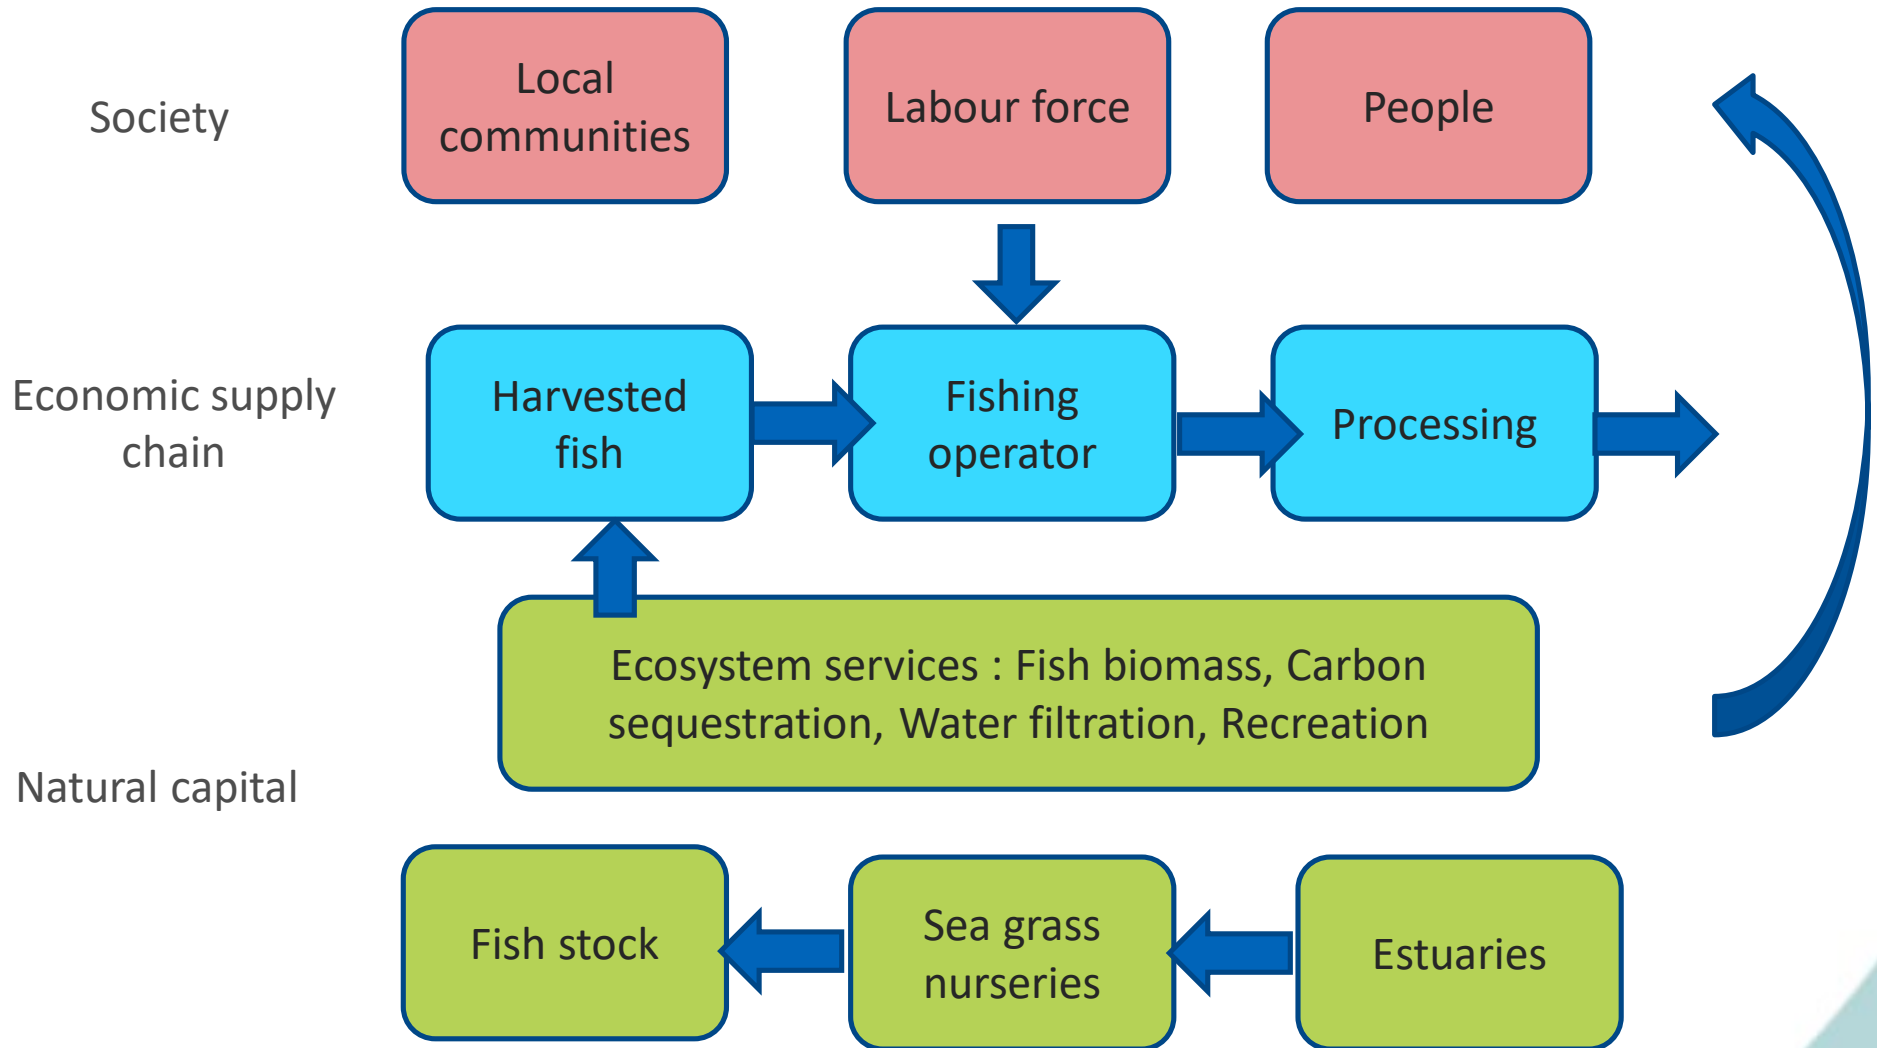 Society
Local
communities
Labour force
People
Economic supply
chain
Harvested
fish
Fishing
operator
Processing
Natural capital
Ecosystem services : Fish biomass, Carbon
sequestration, Water filtration, Recreation
Fish stock
Sea grass
nurseries
Estuaries